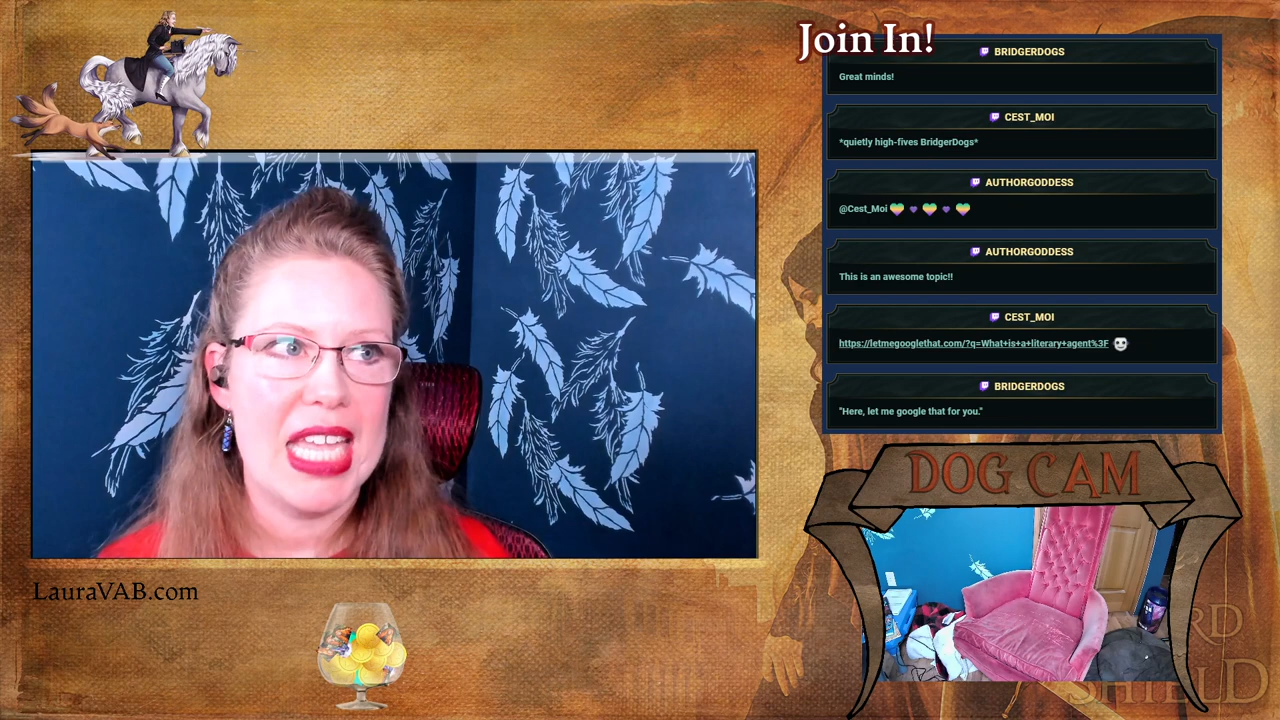 Join In!
BRIDGERDOGS
Great minds!
CEST_MOI
*quietly high-fives BridgerDogs*
AUTHORGODDESS
@Cest_Moi
AUTHORGODDESS
This is an awesome topic!!
CEST_MOI
https://letmegooglethat.com/?q=What+is+a+literary+agent%3F
BRIDGERDOGS
"Here, let me google that for you."
DOG CAM
LauraVAB.com
RD
SHIELD